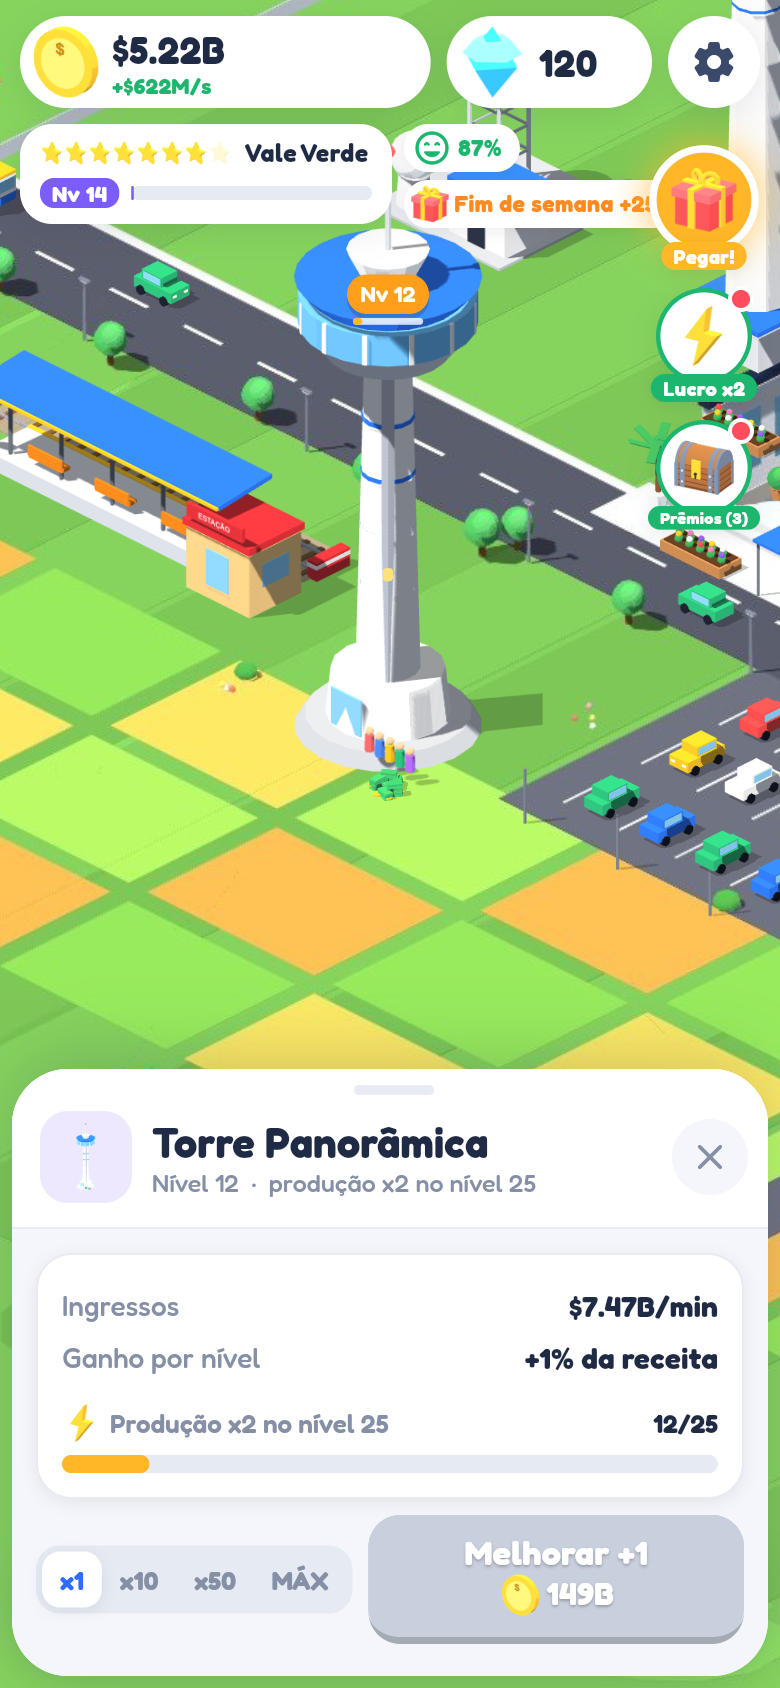 $5.22B
+$622M/s
120
Vale Verde
Nv 14
87%
Fim de semana
Pegar!
Nv 12
Lucro x2
Prêmios (3)
ESTAÇÃO
Torre Panorâmica
Nível 12 · produção x2 no nível 25
Ingressos $7.47B/min
Ganho por nível +1% da receita
Produção x2 no nível 25 12/25
x1 x10 x50 MÁX
Melhorar +1
149B